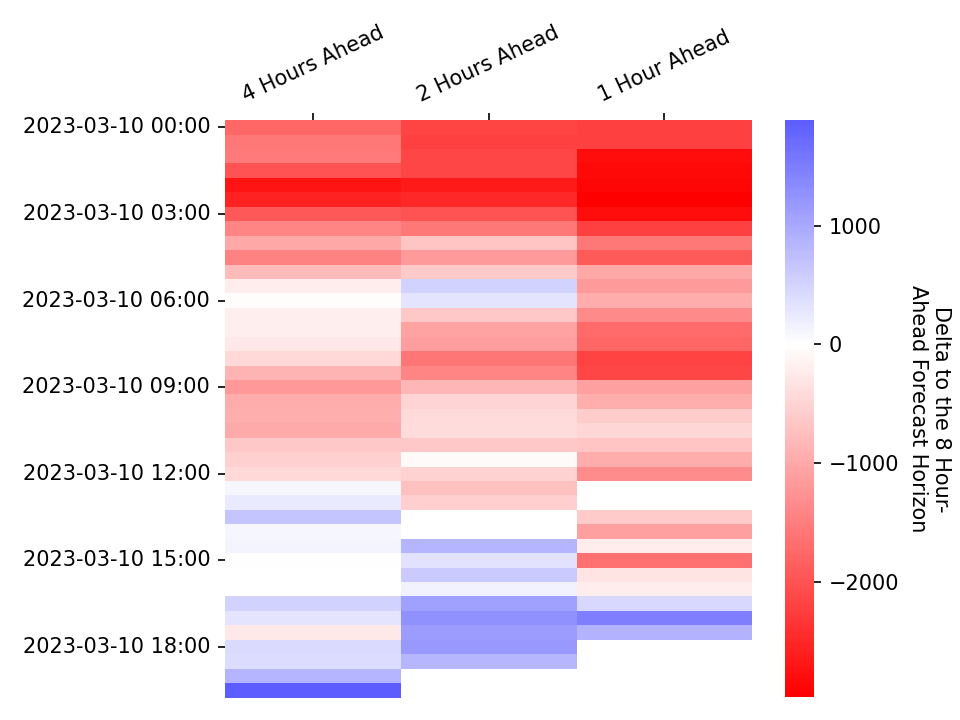 4 Hours Ahead
2 Hours Ahead
1 Hour Ahead
2023-03-10 00:00
2023-03-10 03:00
2023-03-10 06:00
2023-03-10 09:00
2023-03-10 12:00
2023-03-10 15:00
2023-03-10 18:00
1000
0
−1000
−2000
Delta to the 8 Hour-
Ahead Forecast Horizon